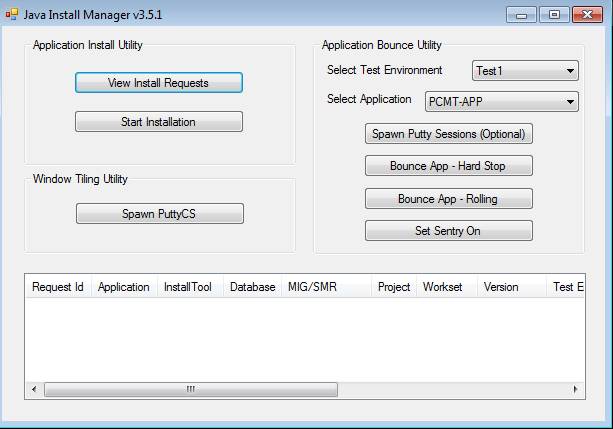 Java Install Manager v3.5.1
Application Install Utility
View Install Requests
Start Installation
Window Tiling Utility
Spawn PuttyCS
Application Bounce Utility
Select Test Environment Test1
Select Application PCMT-APP
Spawn Putty Sessions (Optional)
Bounce App - Hard Stop
Bounce App - Rolling
Set Sentry On
Request Id Application InstallTool Database MIG/SMR Project Workset Version Test E